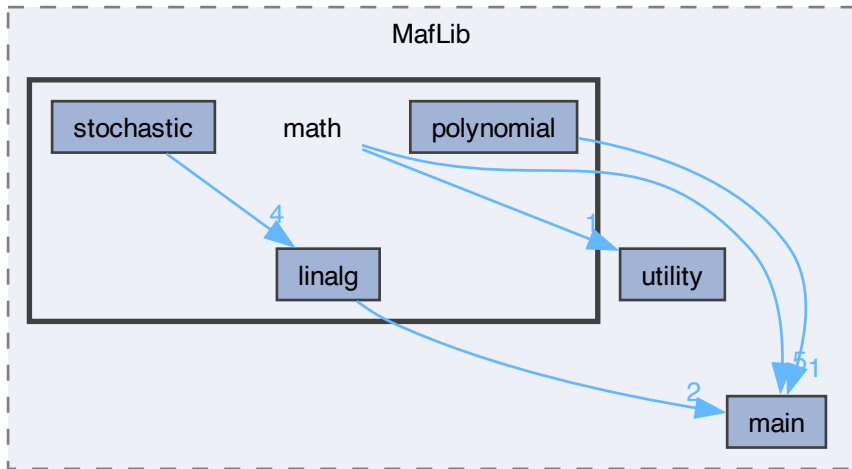 MafLib
stochastic
math
polynomial
4
1
linalg
utility
5
1
2
main